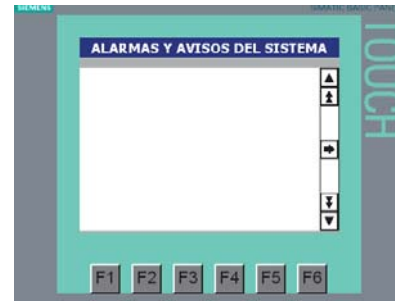 SIEMENS
SIMATIC BASIC PANEL
TOUCH
ALARMAS Y AVISOS DEL SISTEMA
F1 F2 F3 F4 F5 F6